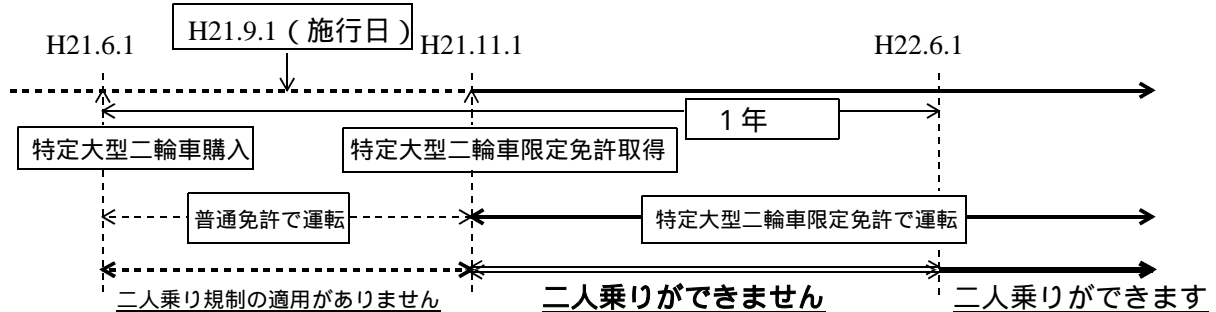 H21.9.1(施行日)
H21.6.1
H21.11.1
H22.6.1
1年
特定大型二輪車購入
特定大型二輪車限定免許取得
普通免許で運転
特定大型二輪車限定免許で運転
二人乗り規制の適用がありません
二人乗りができません
二人乗りができます